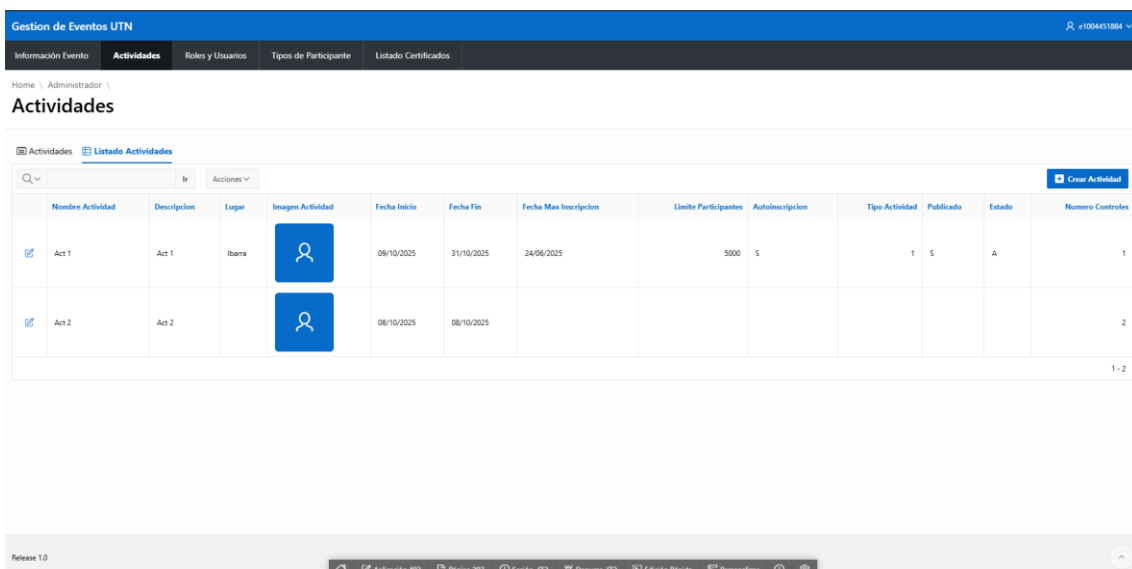 Gestion de Eventos UTN
e1004451884
Información Evento Actividades Roles y Usuarios Tipos de Participante Listado Certificados
Home \ Administrador \
Actividades
Actividades Listado Actividades
Ir Acciones Crear Actividad
Nombre Actividad Descripcion Lugar Imagen Actividad Fecha Inicio Fecha Fin Fecha Max Inscripcion Limite Participantes Autoinscripcion Tipo Actividad Publicado Estado Numero Controles
Act 1 Act 1 Ibarra 09/10/2025 31/10/2025 24/06/2025 5000 S 1 S A 1
Act 2 Act 2 08/10/2025 08/10/2025 2
1 - 2
Release 1.0